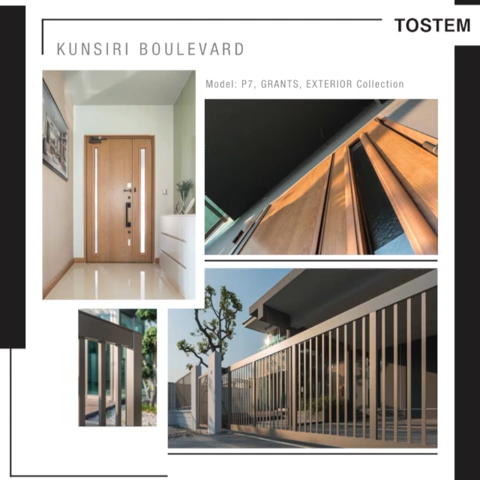 TOSTEM
KUNSIRI BOULEVARD
Model: P7, GRANTS, EXTERIOR Collection